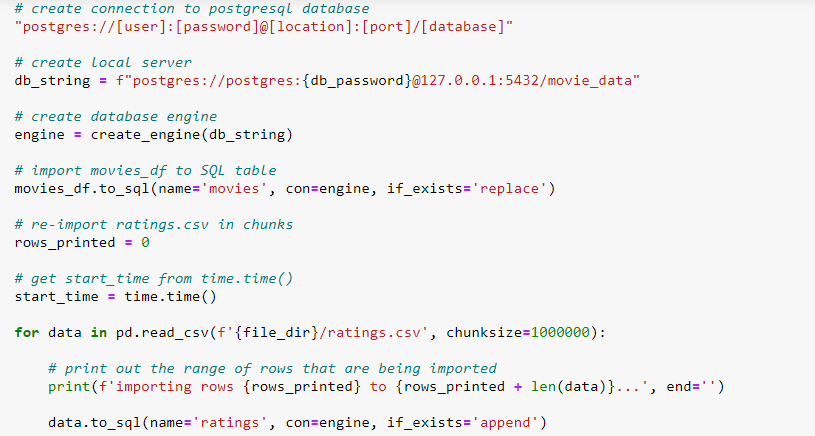 # create connection to postgresql database
"postgres://[user]:[password]@[location]:[port]/[database]"
# create local server
db_string = f"postgres://postgres:{db_password}@127.0.0.1:5432/movie_data"
# create database engine
engine = create_engine(db_string)
# import movies_df to SQL table
movies_df.to_sql(name='movies', con=engine, if_exists='replace')
# re-import ratings.csv in chunks
rows_printed = 0
# get start_time from time.time()
start_time = time.time()
for data in pd.read_csv(f'{file_dir}/ratings.csv', chunksize=1000000):
    # print out the range of rows that are being imported
    print(f'importing rows {rows_printed} to {rows_printed + len(data)}...', end='')
    data.to_sql(name='ratings', con=engine, if_exists='append')